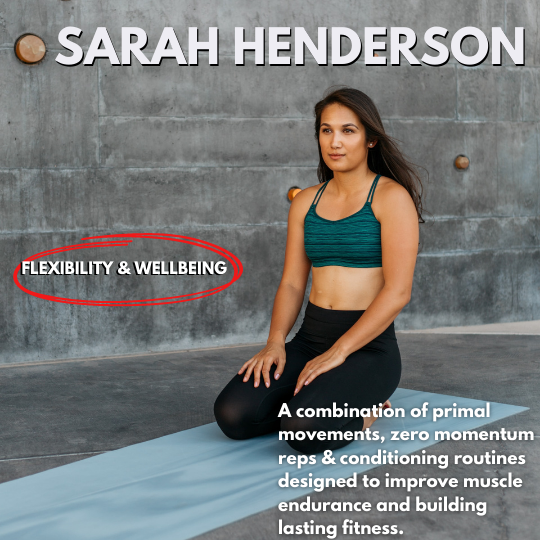 SARAH HENDERSON
FLEXIBILITY & WELLBEING
A combination of primal
movements, zero momentum
reps & conditioning routines
designed to improve muscle
endurance and building
lasting fitness.